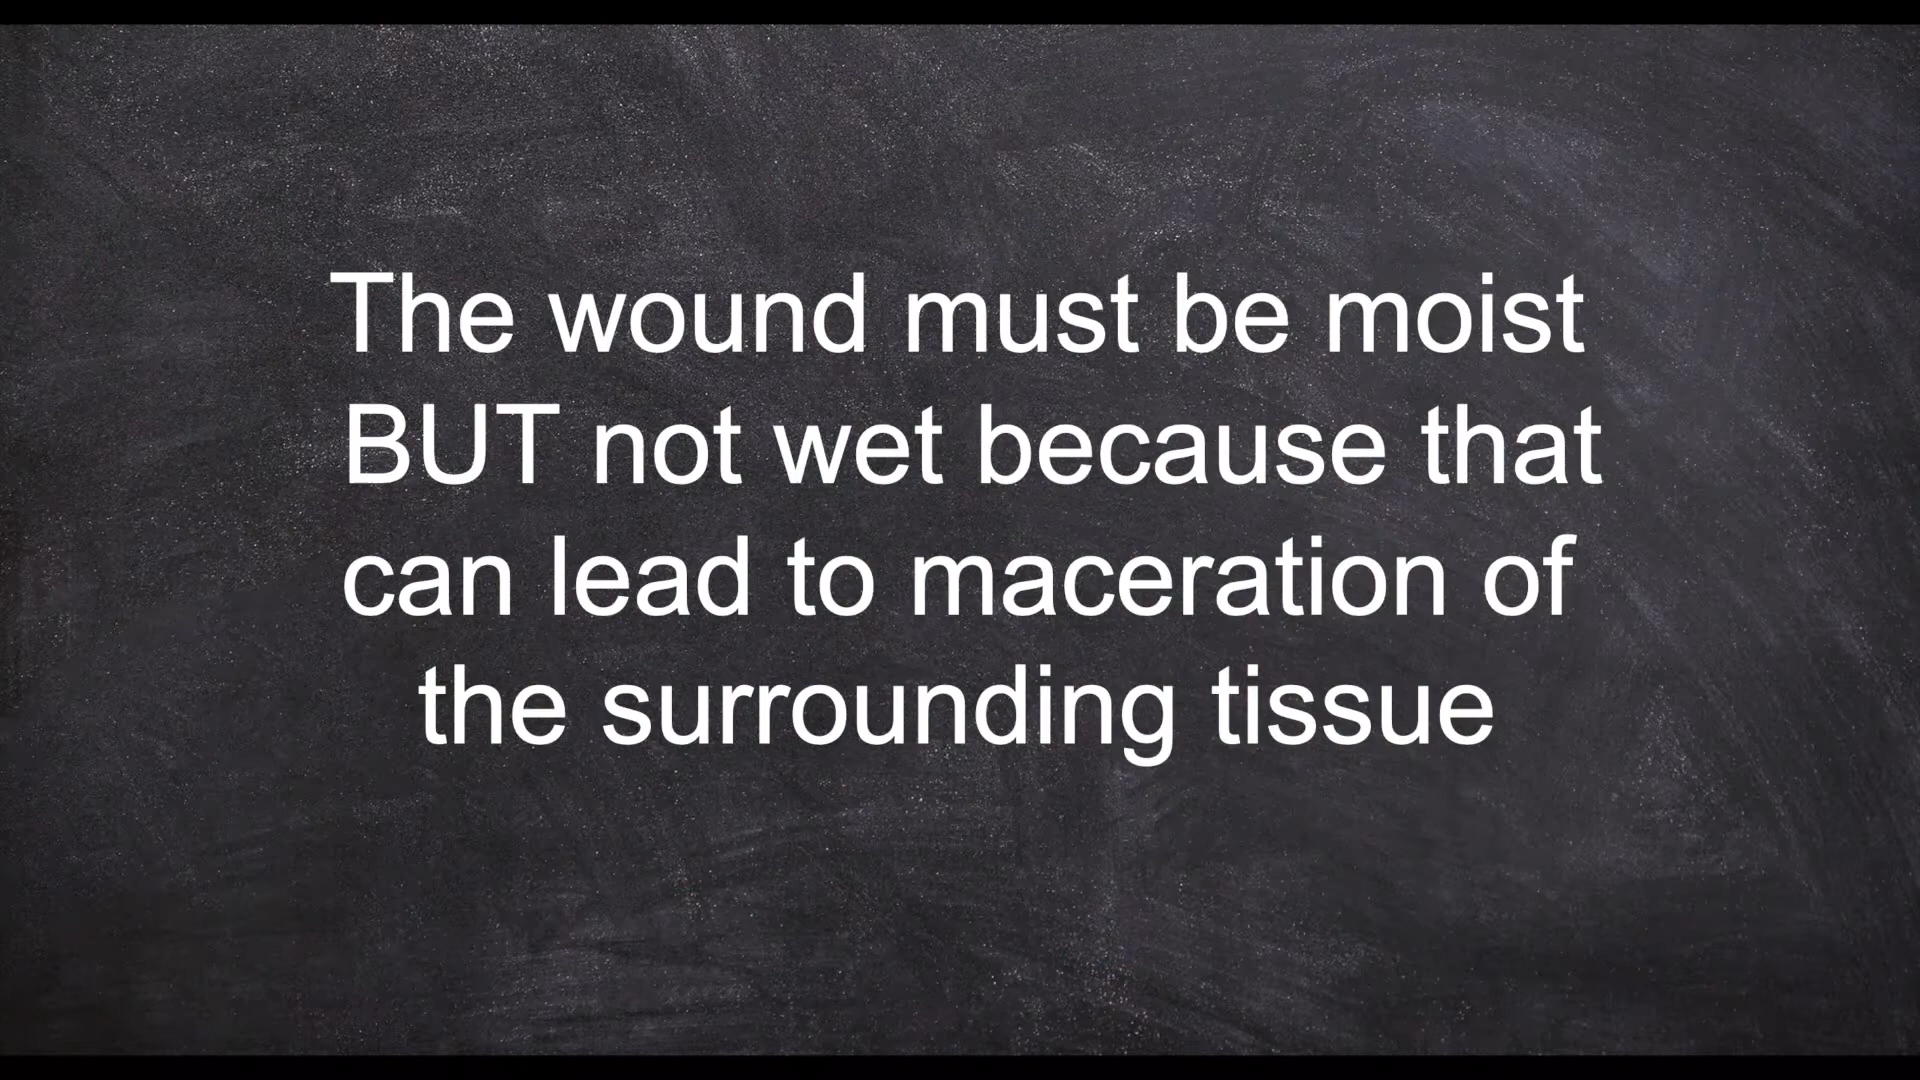 The wound must be moist
BUT not wet because that
can lead to maceration of
the surrounding tissue